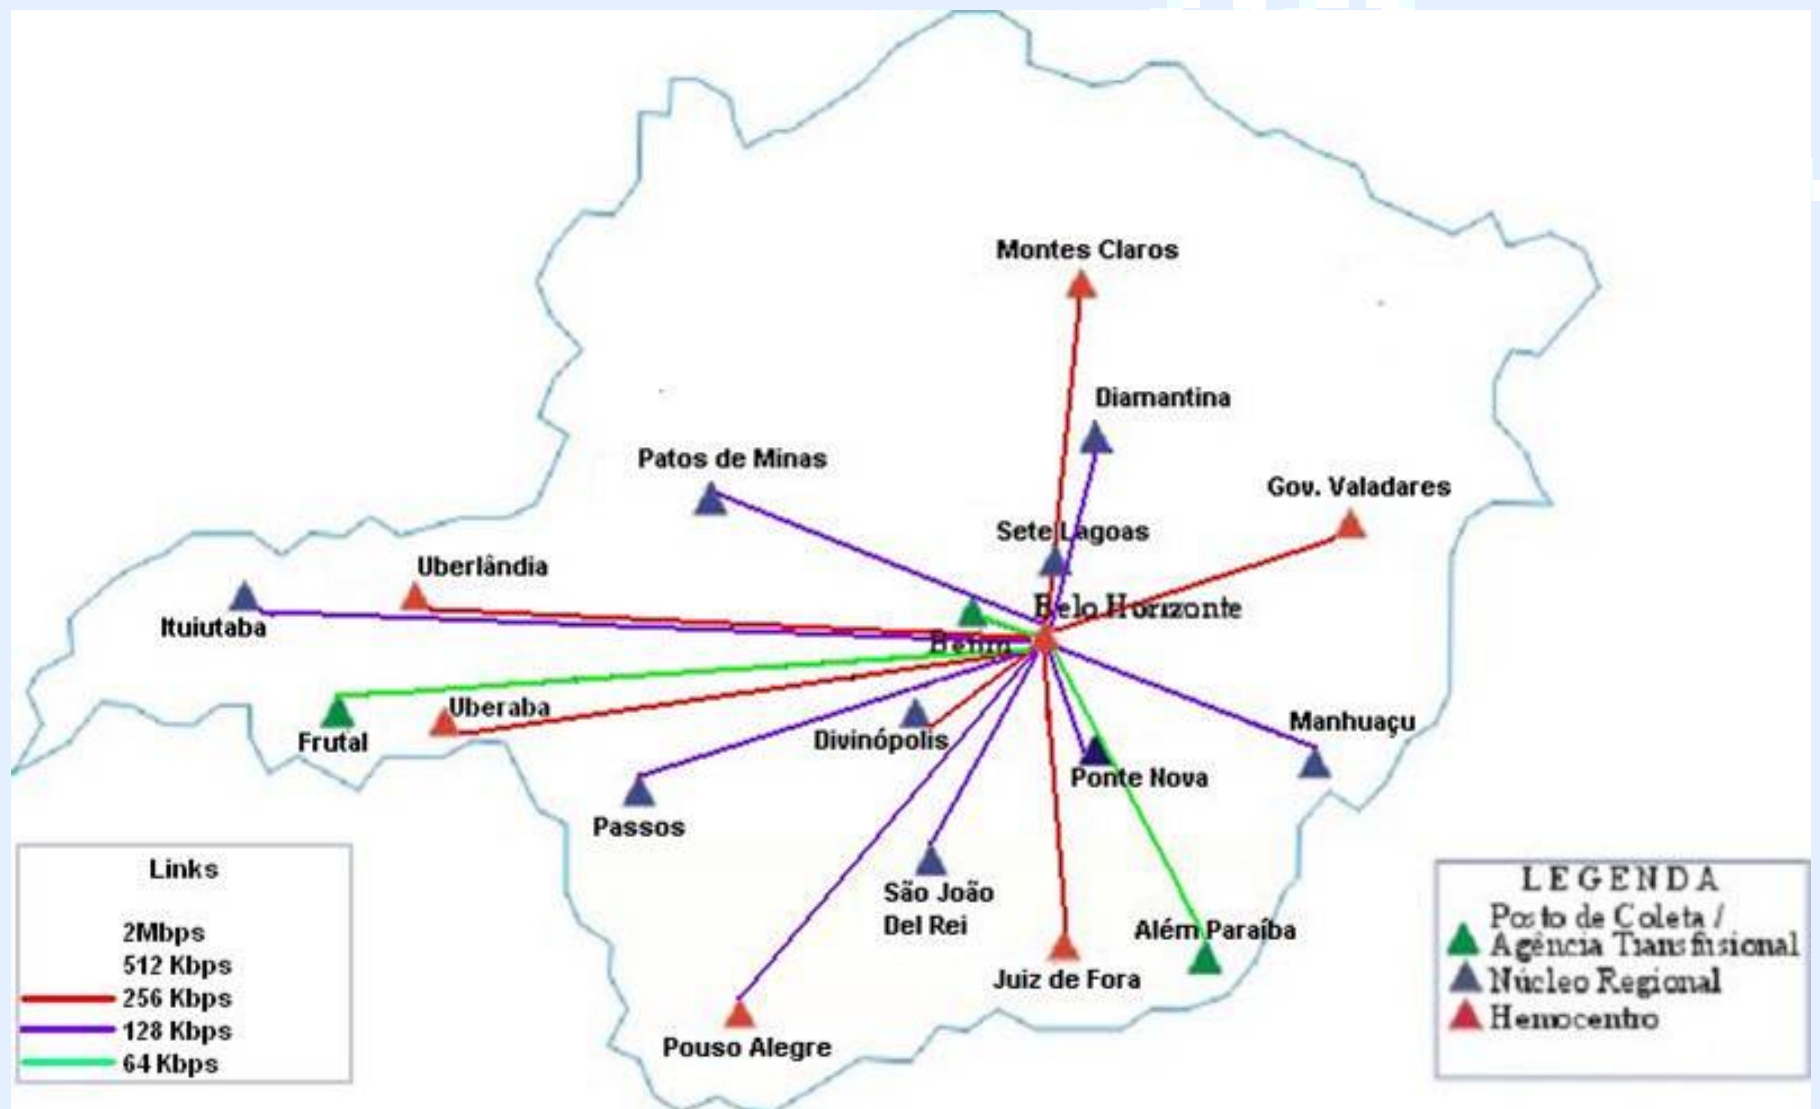 Montes Claros
Diamantina
Patos de Minas
Gov. Valadares
Sete Lagoas
Uberlândia
Belo Horizonte
Ituiutaba
Betim
Uberaba
Manhuaçu
Frutal
Divinópolis
Ponte Nova
Passos
São João
Del Rei
Além Paraíba
Juiz de Fora
Pouso Alegre
Links
2Mbps
512 Kbps
256 Kbps
128 Kbps
64 Kbps
LEGENDA
Posto de Coleta /
Agência Transfusional
Núcleo Regional
Hemocentro